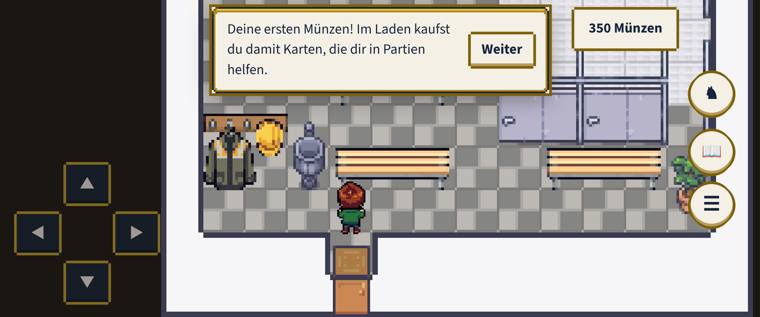 Deine ersten Münzen! Im Laden kaufst
du damit Karten, die dir in Partien
helfen.
Weiter
350 Münzen